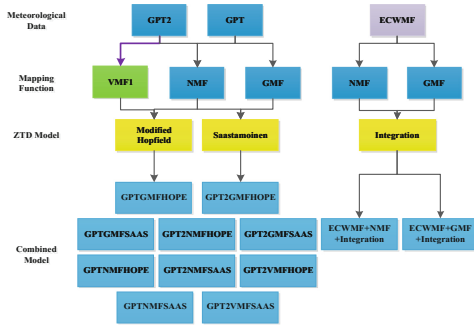 Meteorological
Data
GPT2
GPT
ECWMF
Mapping
Function
VMF1
NMF
GMF
NMF
GMF
ZTD Model
Modified
Hopfield
Saastamoinen
Integration
GPTGMFHOPE
GPT2GMFHOPE
Combined
Model
GPTGMFSAAS
GPT2NMFHOPE
GPT2GMFSAAS
ECWMF+NMF
+Integration
ECWMF+GMF
+Integration
GPTNMFHOPE
GPT2NMFSAAS
GPT2VMFHOPE
GPTNMFSAAS
GPT2VMFSAAS